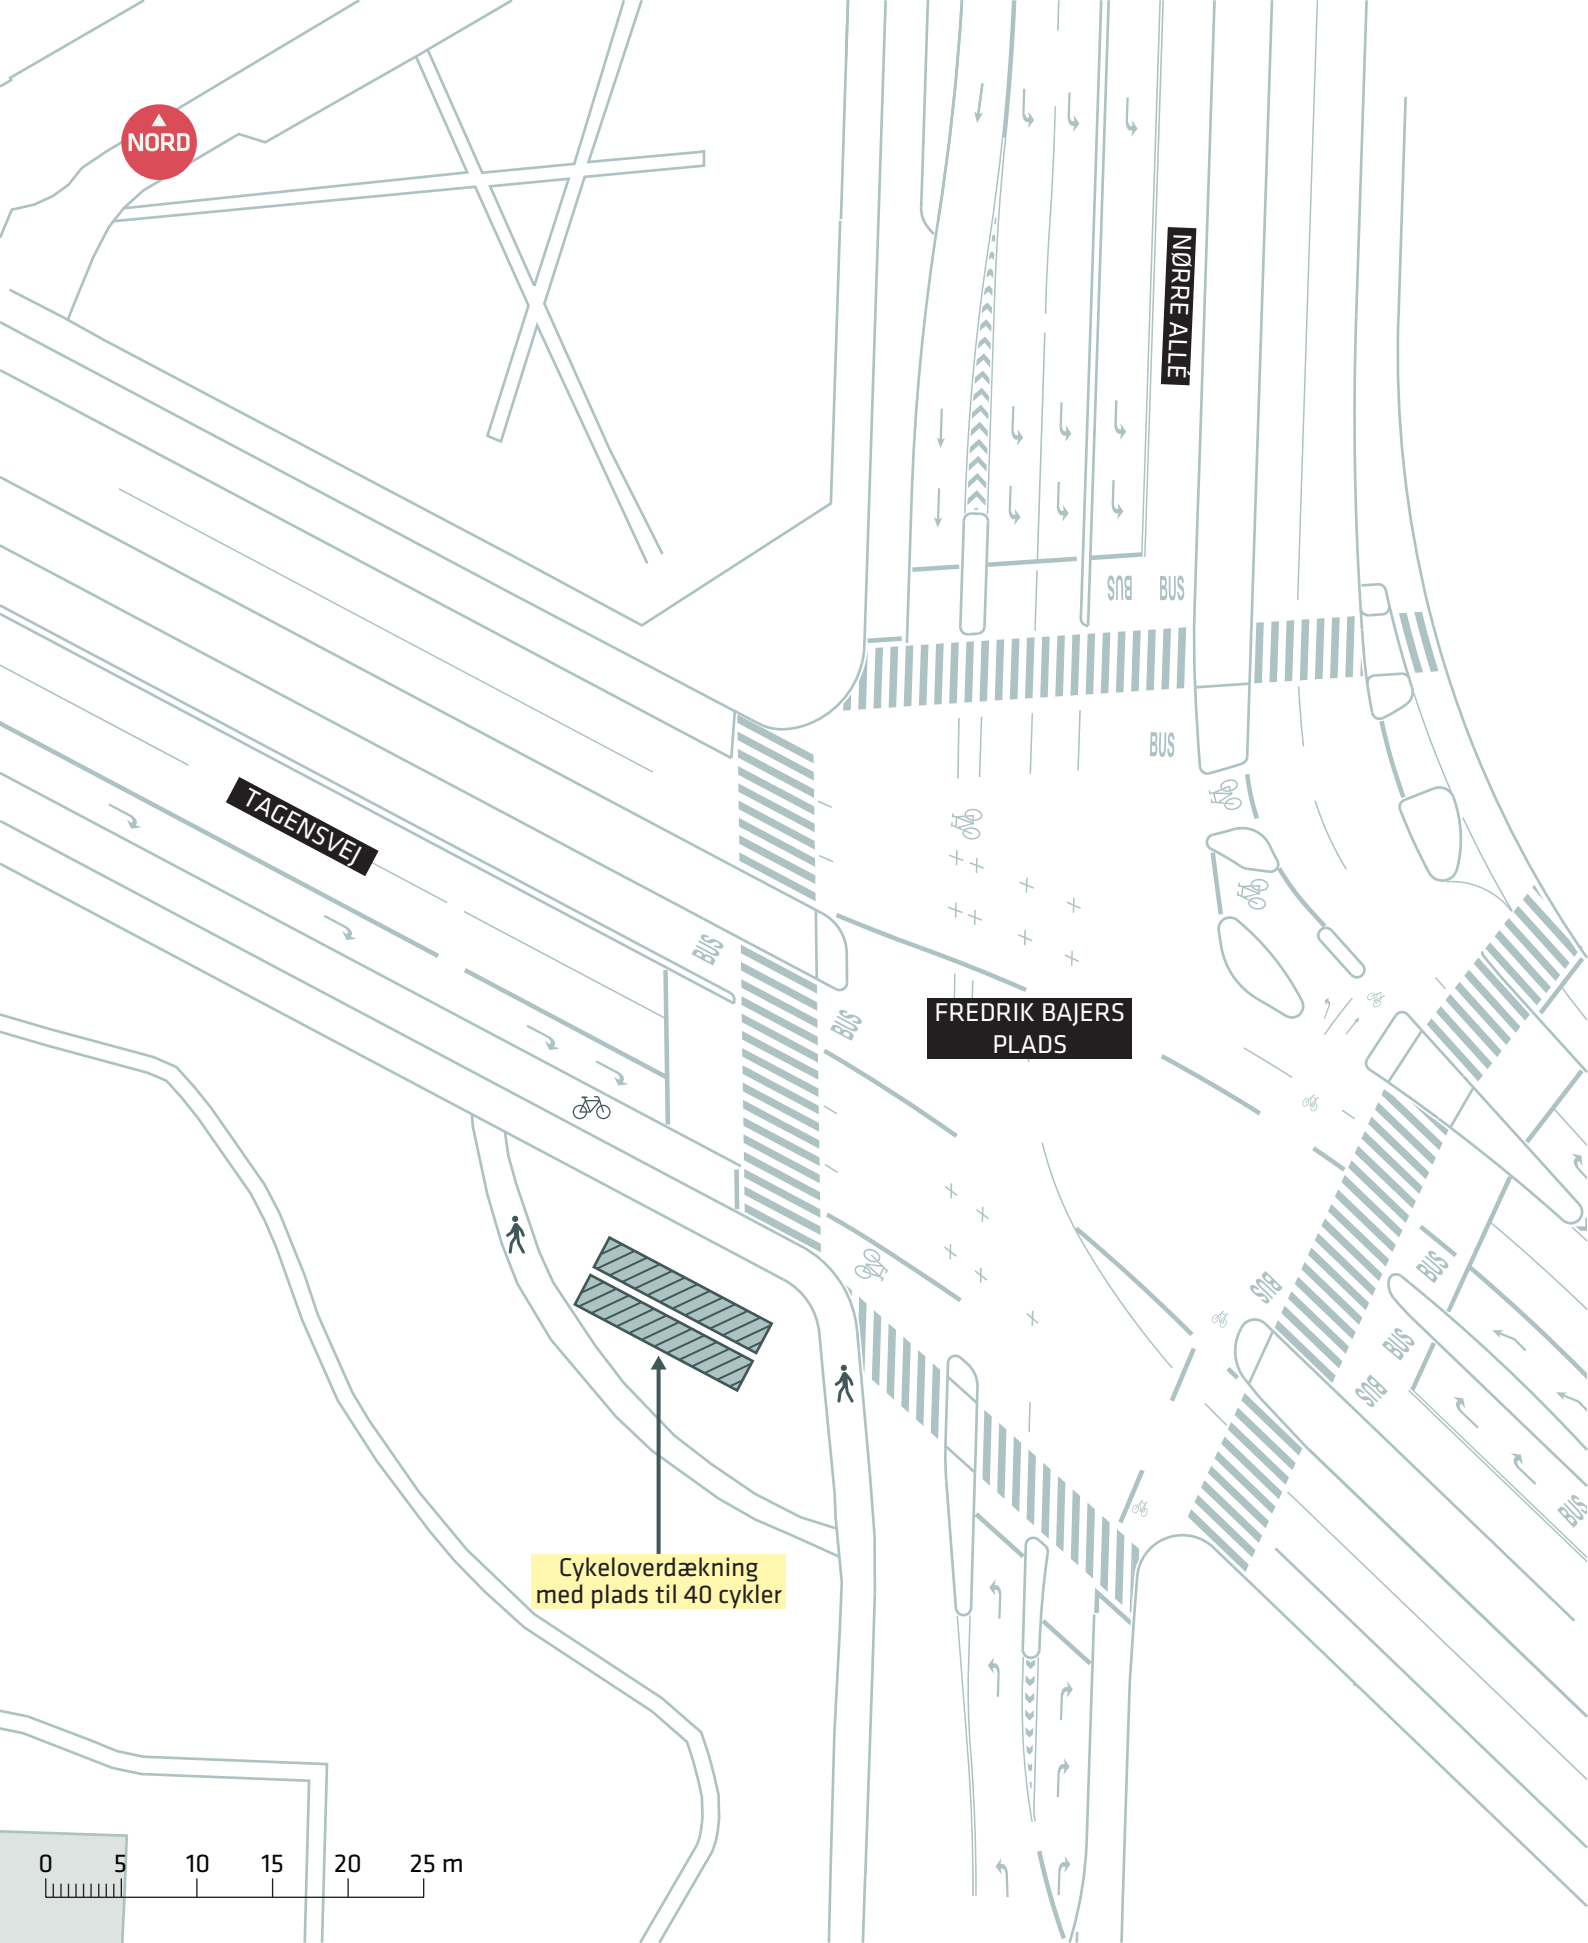 NORD
NØRRE ALLÉ
BUS
BUS
BUS
TAGENSVEJ
BUS
BUS
FREDRIK BAJERS
PLADS
BUS
BUS
BUS
BUS
BUS
Cykeloverdækning
med plads til 40 cykler
0 5 10 15 20 25 m